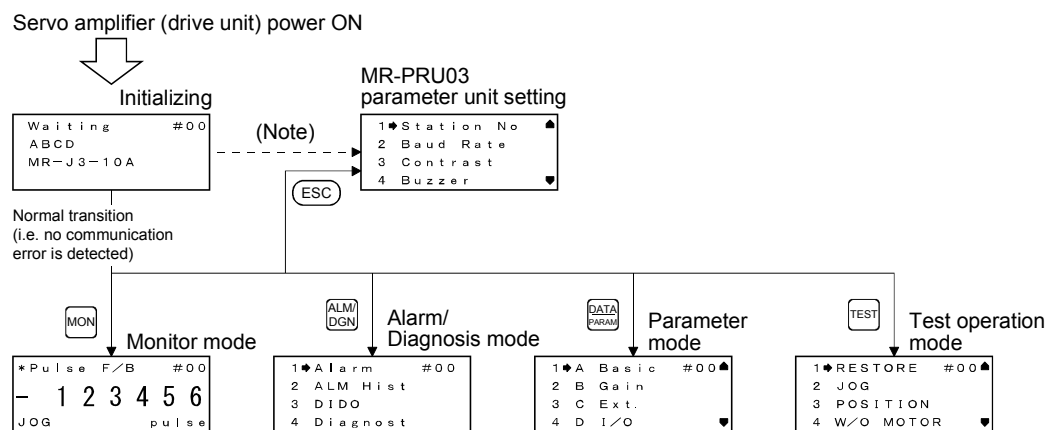 Servo amplifier (drive unit) power ON
Initializing
Waiting #00
ABCD
MR-J3-10A
(Note)
MR-PRU03
parameter unit setting
1 Station No
2 Baud Rate
3 Contrast
4 Buzzer
ESC
Normal transition
(i.e. no communication
error is detected)
MON
Monitor mode
*Pulse F/B #00
- 123456
JOG pulse
ALM/
DGN
Alarm/
Diagnosis mode
1 Alarm #00
2 ALM Hist
3 DIDO
4 Diagnost
DATA
PARAM
Parameter
mode
1 A Basic #00
2 B Gain
3 C Ext.
4 D I/O
TEST
Test operation
mode
1 RESTORE #00
2 JOG
3 POSITION
4 W/O MOTOR